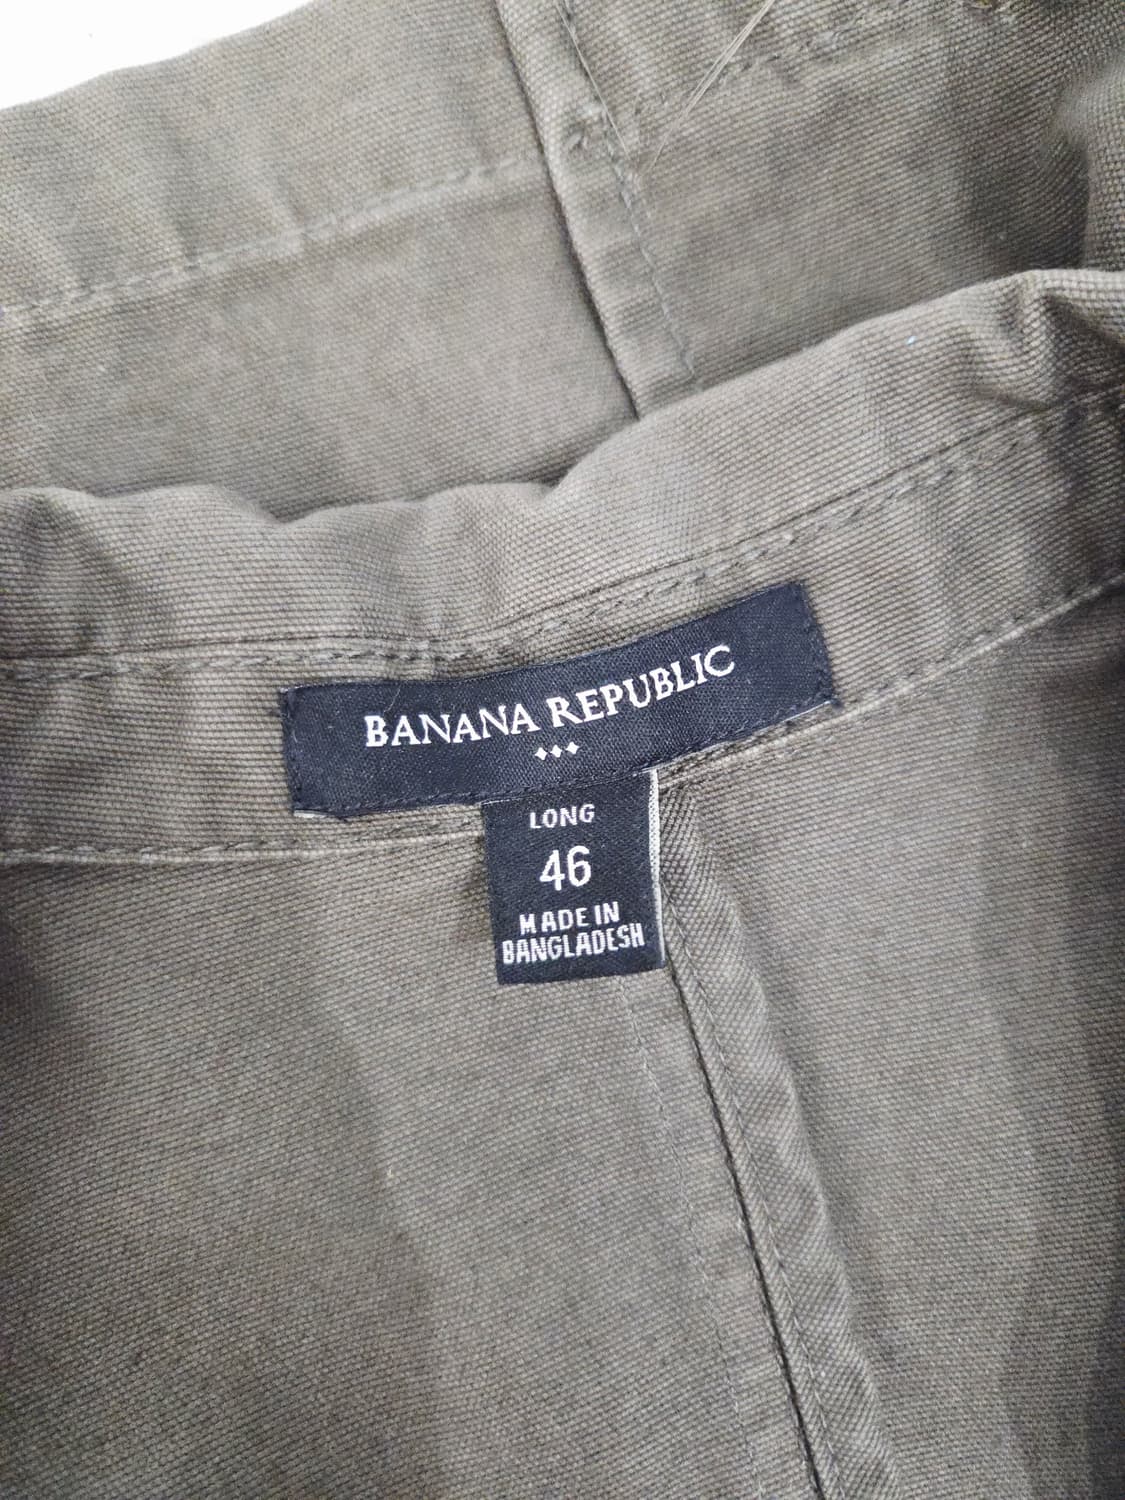 BANANA REPUBLIC
LONG
46
MADE IN
BANGLADESH